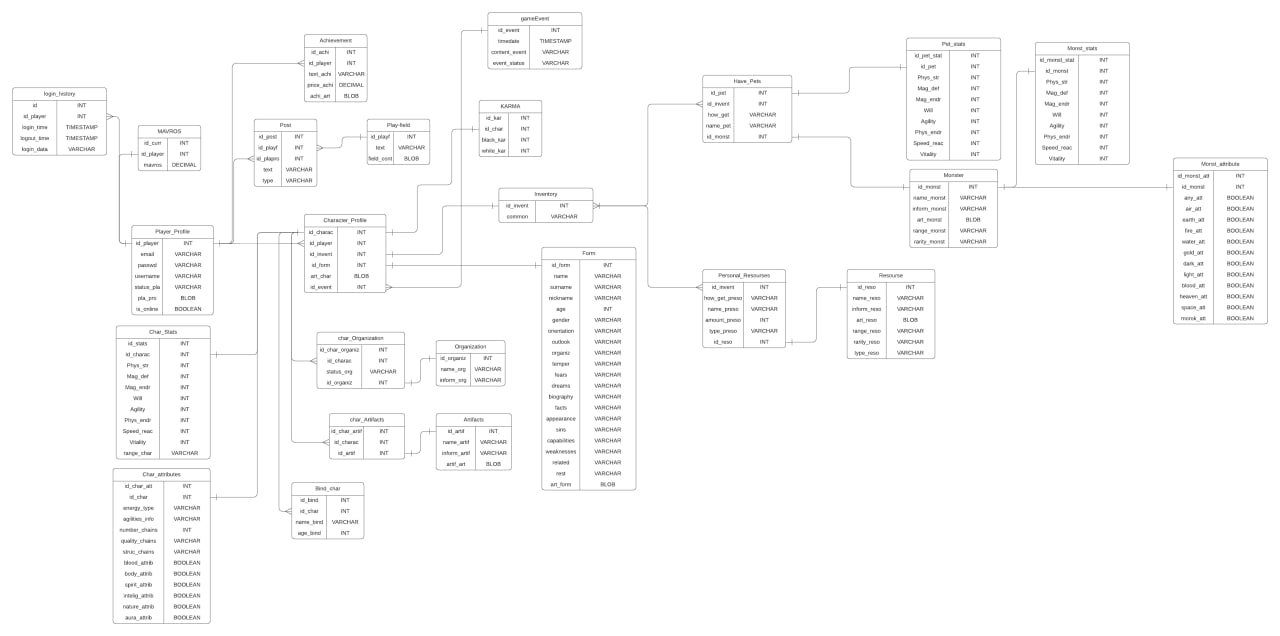 gameEvent
id_event INT
timedate TIMESTAMP
coment_event VARCHAR
event_status VARCHAR
Achievement
id_achi INT
id_player INT
text_achi VARCHAR
price_achi DECIMAL
achi_art BLOB
Pet_stats
id_pet_stat INT
id_pet INT
Phys_str INT
Mag_def INT
Mag_endr INT
Will INT
Agility INT
Phys_endr INT
Speed_reac INT
Vitality INT
Monst_stats
id_monst_stat INT
id_monst INT
Phys_str INT
Mag_def INT
Mag_endr INT
Will INT
Agility INT
Phys_endr INT
Speed_reac INT
Vitality INT
Have_Pets
id_pet INT
id_invent INT
how_get VARCHAR
name_pet VARCHAR
id_monst INT
login_history
id INT
id_player INT
login_time TIMESTAMP
logout_time TIMESTAMP
login_data VARCHAR
KARMA
id_kar INT
id_char INT
black_kar INT
white_kar INT
MAVROS
id_curr INT
id_player INT
mavros DECIMAL
Post
id_post INT
id_playf INT
id_plapro INT
text VARCHAR
type VARCHAR
Play-field
id_playf INT
text VARCHAR
field_cont BLOB
Monst_attribute
id_monst_att INT
id_monst INT
any_att BOOLEAN
air_att BOOLEAN
earth_att BOOLEAN
fire_att BOOLEAN
water_att BOOLEAN
gold_att BOOLEAN
dark_att BOOLEAN
light_att BOOLEAN
blood_att BOOLEAN
heaven_att BOOLEAN
space_att BOOLEAN
morok_att BOOLEAN
Monster
id_monst INT
name_monst VARCHAR
inform_monst VARCHAR
art_monst BLOB
range_monst VARCHAR
rarity_monst VARCHAR
Inventory
id_invent INT
common VARCHAR
Character_Profile
id_charac INT
id_player INT
id_invent INT
id_form INT
art_char BLOB
id_event INT
Player_Profile
id_player INT
email VARCHAR
passwd VARCHAR
username VARCHAR
status_pla VARCHAR
pla_pro BLOB
is_online BOOLEAN
Form
id_form INT
name VARCHAR
surname VARCHAR
nickname VARCHAR
age INT
gender VARCHAR
orientation VARCHAR
outlook VARCHAR
organiz VARCHAR
temper VARCHAR
fears VARCHAR
dreams VARCHAR
biography VARCHAR
facts VARCHAR
appearance VARCHAR
sins VARCHAR
capabilities VARCHAR
weaknesses VARCHAR
related VARCHAR
rest VARCHAR
art_form BLOB
Personal_Resourses
id_invent INT
how_get_preso VARCHAR
name_preso VARCHAR
amount_preso INT
type_preso VARCHAR
id_reso INT
Resourse
id_reso INT
name_reso VARCHAR
inform_reso VARCHAR
art_reso BLOB
range_reso VARCHAR
rarity_reso VARCHAR
type_reso VARCHAR
Char_Stats
id_stats INT
id_charac INT
Phys_str INT
Mag_def INT
Mag_endr INT
Will INT
Agility INT
Phys_endr INT
Speed_reac INT
Vitality INT
range_char VARCHAR
char_Organization
id_char_organiz INT
id_charac INT
status_org VARCHAR
id_organiz INT
Organization
id_organiz INT
name_org VARCHAR
inform_org VARCHAR
char_Artifacts
id_char_artif INT
id_charac INT
id_artif INT
Artifacts
id_artif INT
name_artif VARCHAR
inform_artif VARCHAR
artif_art BLOB
Char_attributes
id_char_att INT
id_char INT
energy_type VARCHAR
agilities_info VARCHAR
number_chains INT
quality_chains VARCHAR
struc_chains VARCHAR
blood_attrib BOOLEAN
body_attrib BOOLEAN
spirit_attrib BOOLEAN
intelig_attrib BOOLEAN
nature_attrib BOOLEAN
aura_attrib BOOLEAN
Bind_char
id_bind INT
id_char INT
name_bind VARCHAR
age_bind INT